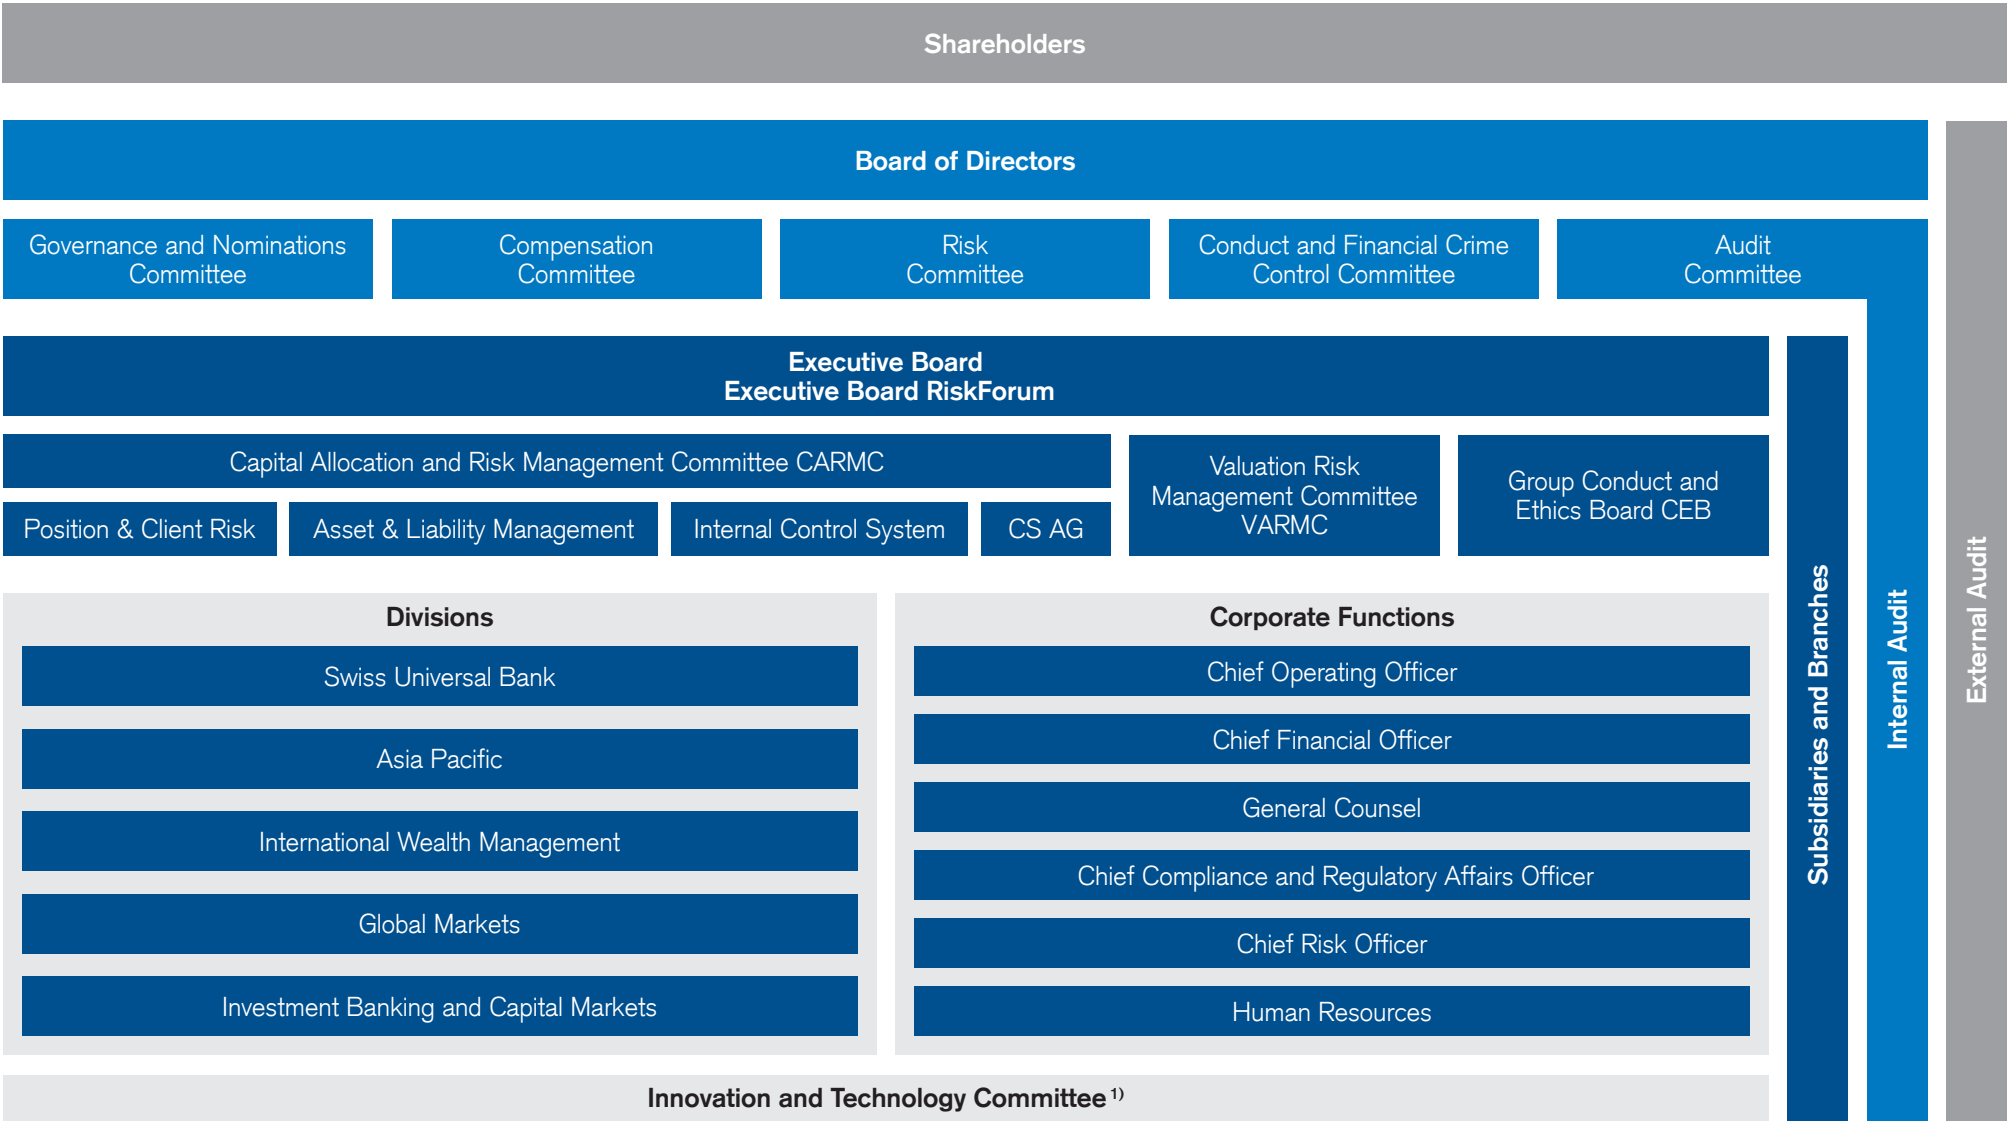 Shareholders
Board of Directors
Governance and Nominations
Committee
Compensation
Committee
Risk
Committee
Conduct and Financial Crime
Control Committee
Audit
Committee
Executive Board
Executive Board RiskForum
Capital Allocation and Risk Management Committee CARMC
Position & Client Risk
Asset & Liability Management
Internal Control System
CS AG
Valuation Risk
Management Committee
VARMC
Group Conduct and
Ethics Board CEB
Divisions
Swiss Universal Bank
Asia Pacific
International Wealth Management
Global Markets
Investment Banking and Capital Markets
Corporate Functions
Chief Operating Officer
Chief Financial Officer
General Counsel
Chief Compliance and Regulatory Affairs Officer
Chief Risk Officer
Human Resources
Innovation and Technology Committee 1)
Subsidiaries and Branches
Internal Audit
External Audit